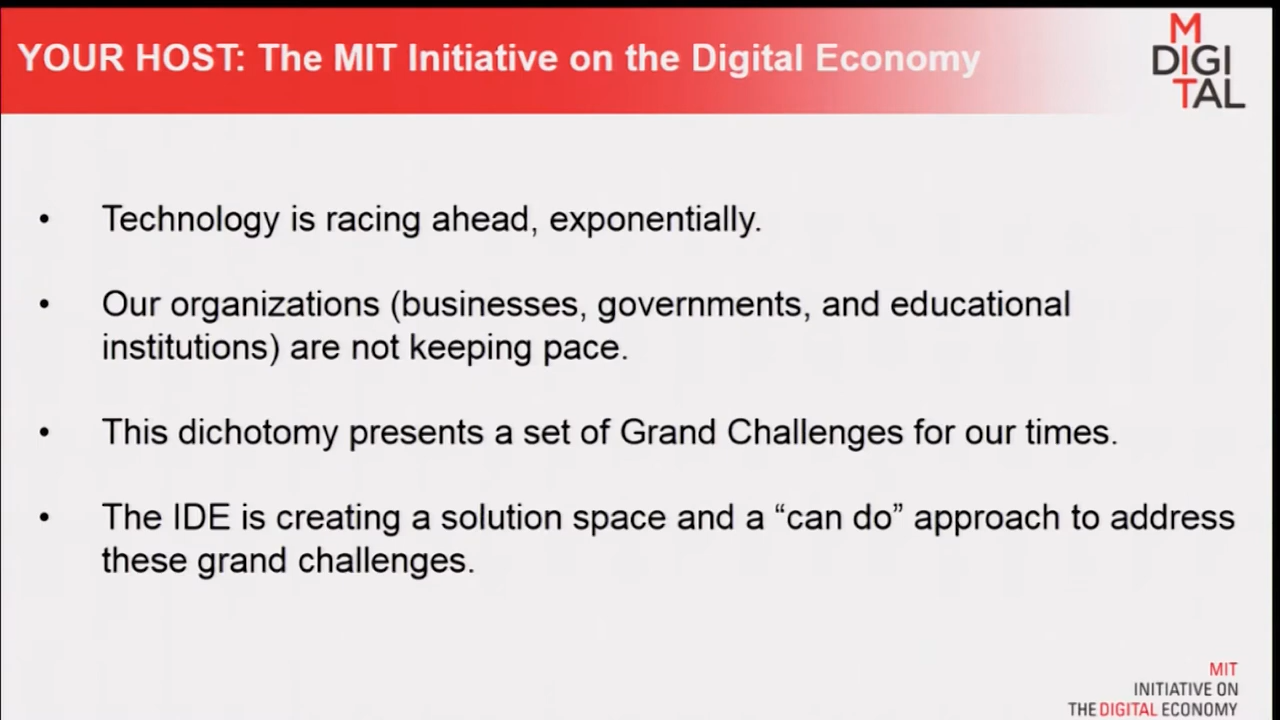 YOUR HOST: The MIT Initiative on the Digital Economy
M
DIGI
TAL
• Technology is racing ahead, exponentially.
• Our organizations (businesses, governments, and educational
institutions) are not keeping pace.
• This dichotomy presents a set of Grand Challenges for our times.
• The IDE is creating a solution space and a “can do” approach to address
these grand challenges.
MIT
INITIATIVE ON
THE DIGITAL ECONOMY